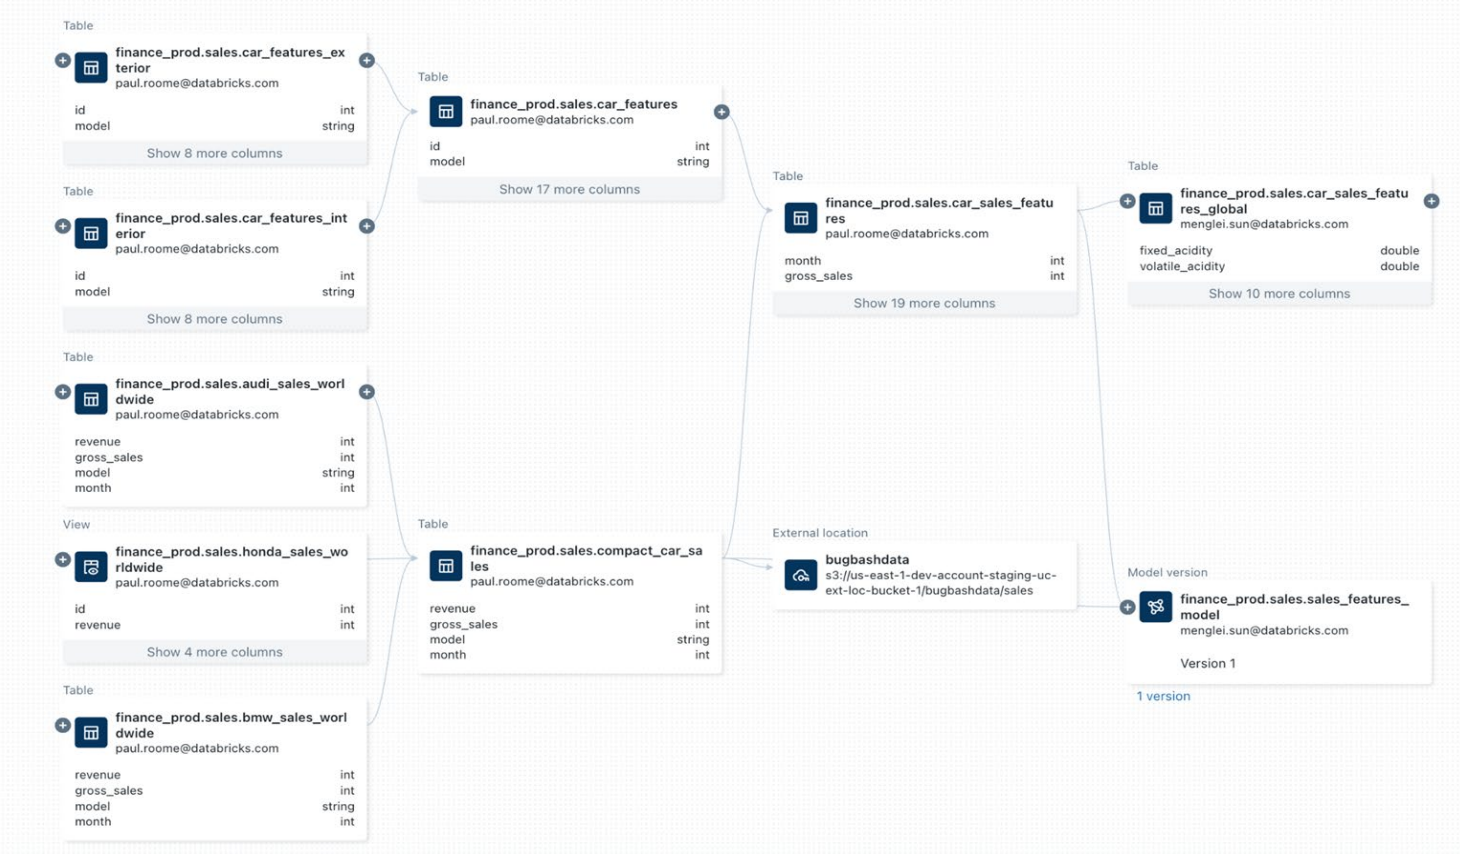 Table
finance_prod.sales.car_features_ex
terior
paul.roome@databricks.com
id int
model string
Show 8 more columns
Table
finance_prod.sales.car_features_int
erior
paul.roome@databricks.com
id int
model string
Show 8 more columns
Table
finance_prod.sales.audi_sales_worl
dwide
paul.roome@databricks.com
revenue int
gross_sales int
model string
month int
View
finance_prod.sales.honda_sales_wo
rldwide
paul.roome@databricks.com
id int
revenue int
Show 4 more columns
Table
finance_prod.sales.bmw_sales_worl
dwide
paul.roome@databricks.com
revenue int
gross_sales int
model string
month int
Table
finance_prod.sales.car_features
paul.roome@databricks.com
id int
model string
Show 17 more columns
Table
finance_prod.sales.compact_car_sa
les
paul.roome@databricks.com
revenue int
gross_sales int
model string
month int
Table
finance_prod.sales.car_sales_featu
res
paul.roome@databricks.com
month int
gross_sales int
Show 19 more columns
External location
bugbashdata
s3://us-east-1-dev-account-staging-uc-
ext-loc-bucket-1/bugbashdata/sales
Table
finance_prod.sales.car_sales_featu
res_global
menglei.sun@databricks.com
fixed_acidity double
volatile_acidity double
Show 10 more columns
Model version
finance_prod.sales.sales_features_
model
menglei.sun@databricks.com
Version 1
1 version